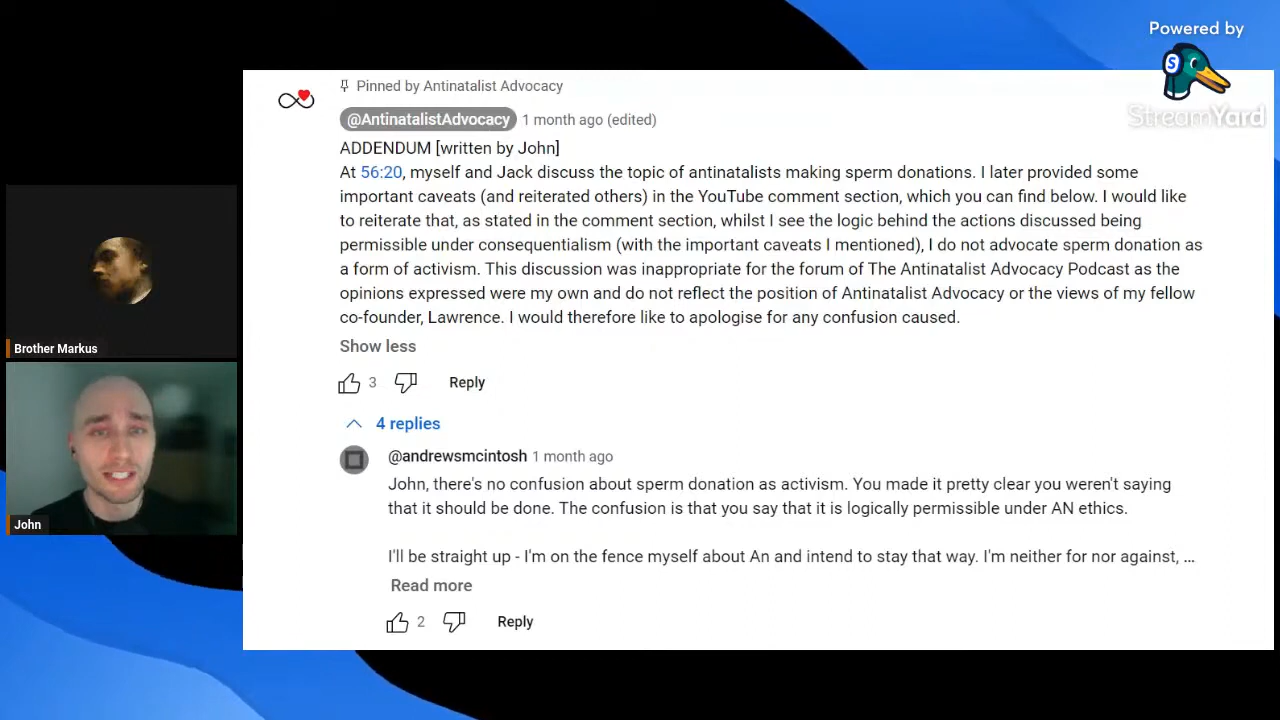 Powered by
StreamYard
Pinned by Antinatalist Advocacy
@AntinatalistAdvocacy 1 month ago (edited)
ADDENDUM [written by John]
At 56:20, myself and Jack discuss the topic of antinatalists making sperm donations. I later provided some
important caveats (and reiterated others) in the YouTube comment section, which you can find below. I would like
to reiterate that, as stated in the comment section, whilst I see the logic behind the actions discussed being
permissible under consequentialism (with the important caveats I mentioned), I do not advocate sperm donation as
a form of activism. This discussion was inappropriate for the forum of The Antinatalist Advocacy Podcast as the
opinions expressed were my own and do not reflect the position of Antinatalist Advocacy or the views of my fellow
co-founder, Lawrence. I would therefore like to apologise for any confusion caused.
Show less
3 Reply
4 replies
@andrewsmcintosh 1 month ago
John, there's no confusion about sperm donation as activism. You made it pretty clear you weren't saying
that it should be done. The confusion is that you say that it is logically permissible under AN ethics.
I'll be straight up - I'm on the fence myself about An and intend to stay that way. I'm neither for nor against, ...
Read more
2 Reply
Brother Markus
John